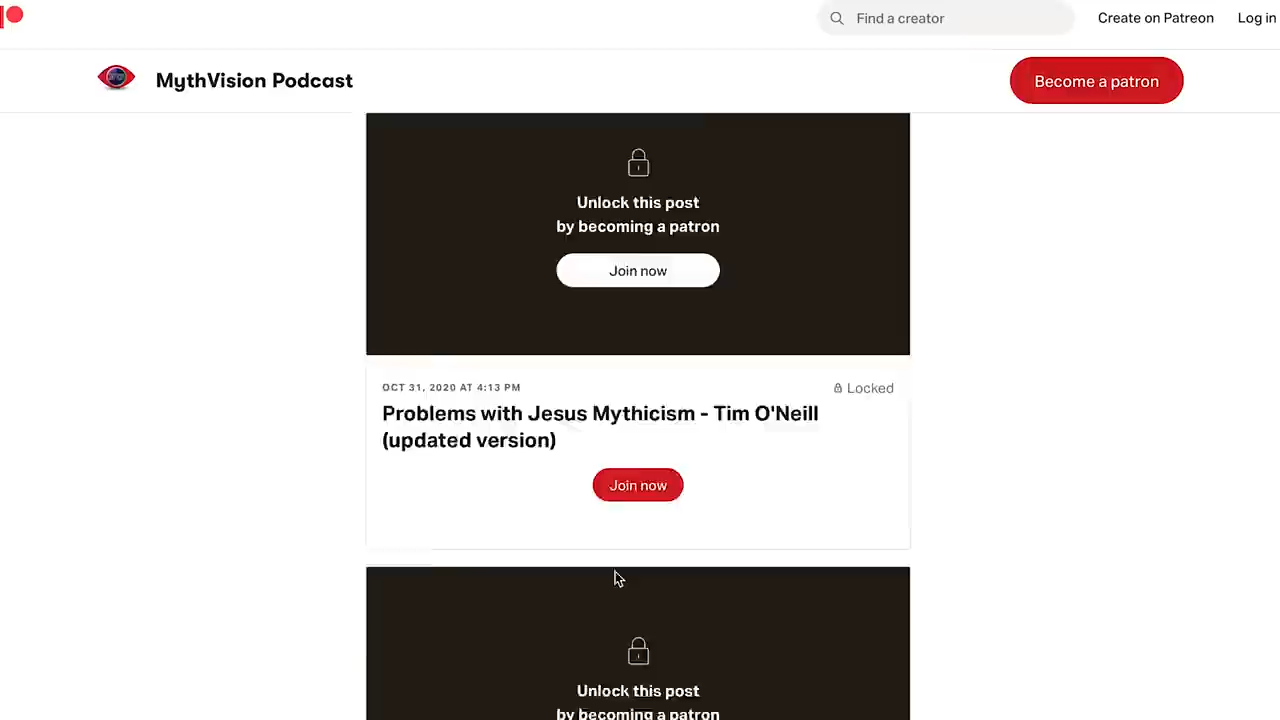 Find a creator
Create on Patreon
Log in
MythVision Podcast
Become a patron
Unlock this post
by becoming a patron
Join now
OCT 31, 2020 AT 4:13 PM
Locked
Problems with Jesus Mythicism - Tim O'Neill
(updated version)
Join now
Unlock this post
by becoming a patron